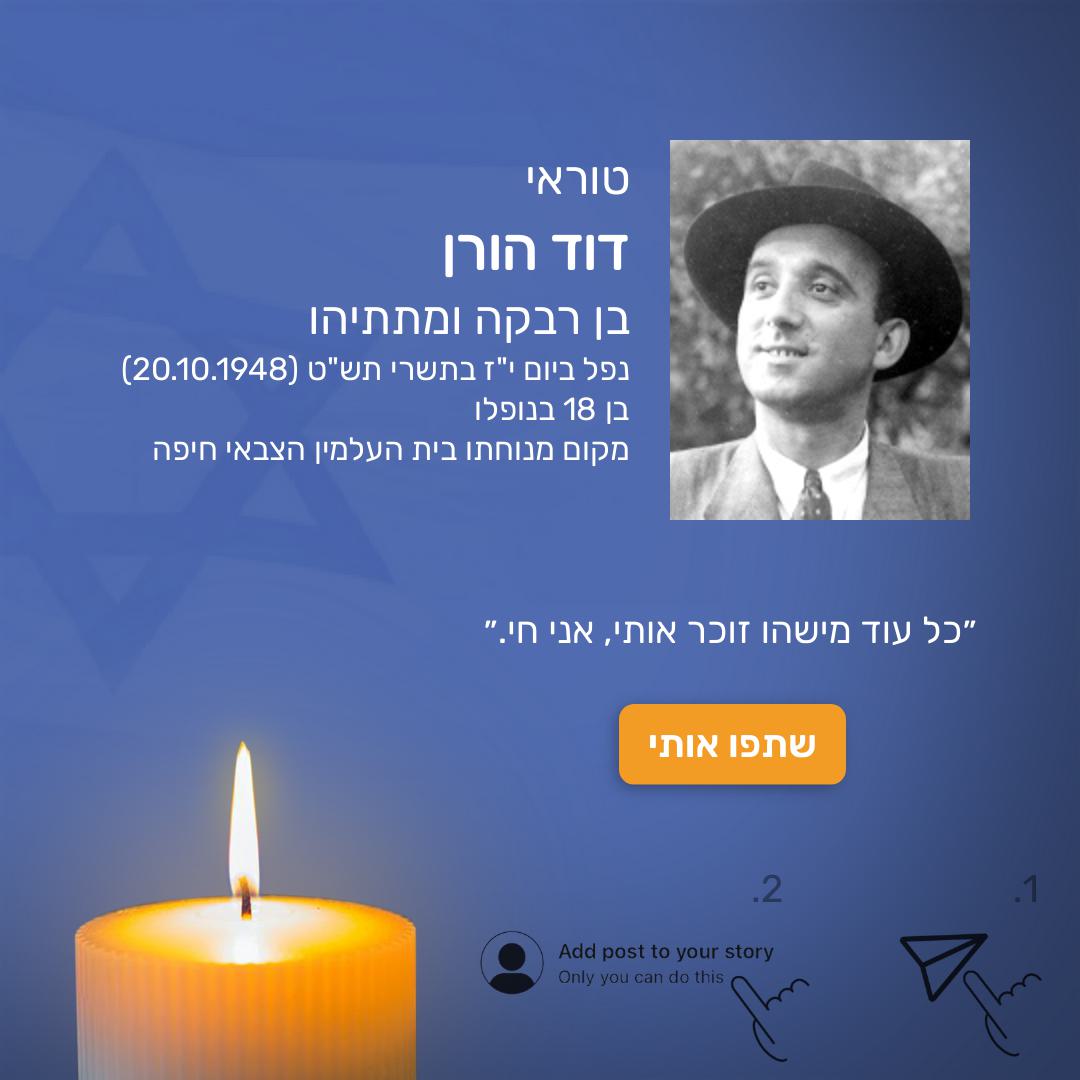 טוראי
דוד הורן
בן רבקה ומתתיהו
נפל ביום י"ז בתשרי תש"ט (20.10.1948)
בן 18 בנופלו
מקום מנוחתו בית העלמין הצבאי חיפה
״כל עוד מישהו זוכר אותי, אני חי.״
שתפו אותי
1.
2.
Add post to your story
Only you can do this